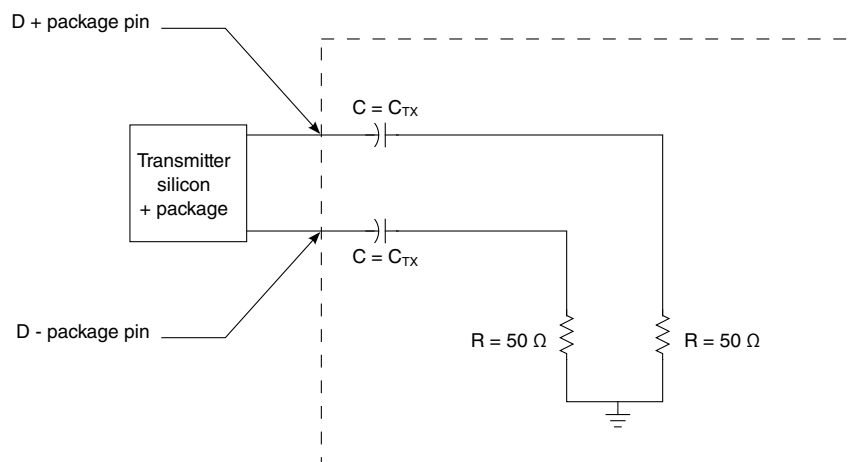 D + package pin
C = CTX
Transmitter
silicon
+ package
C = CTX
D - package pin
R = 50 Ω
R = 50 Ω